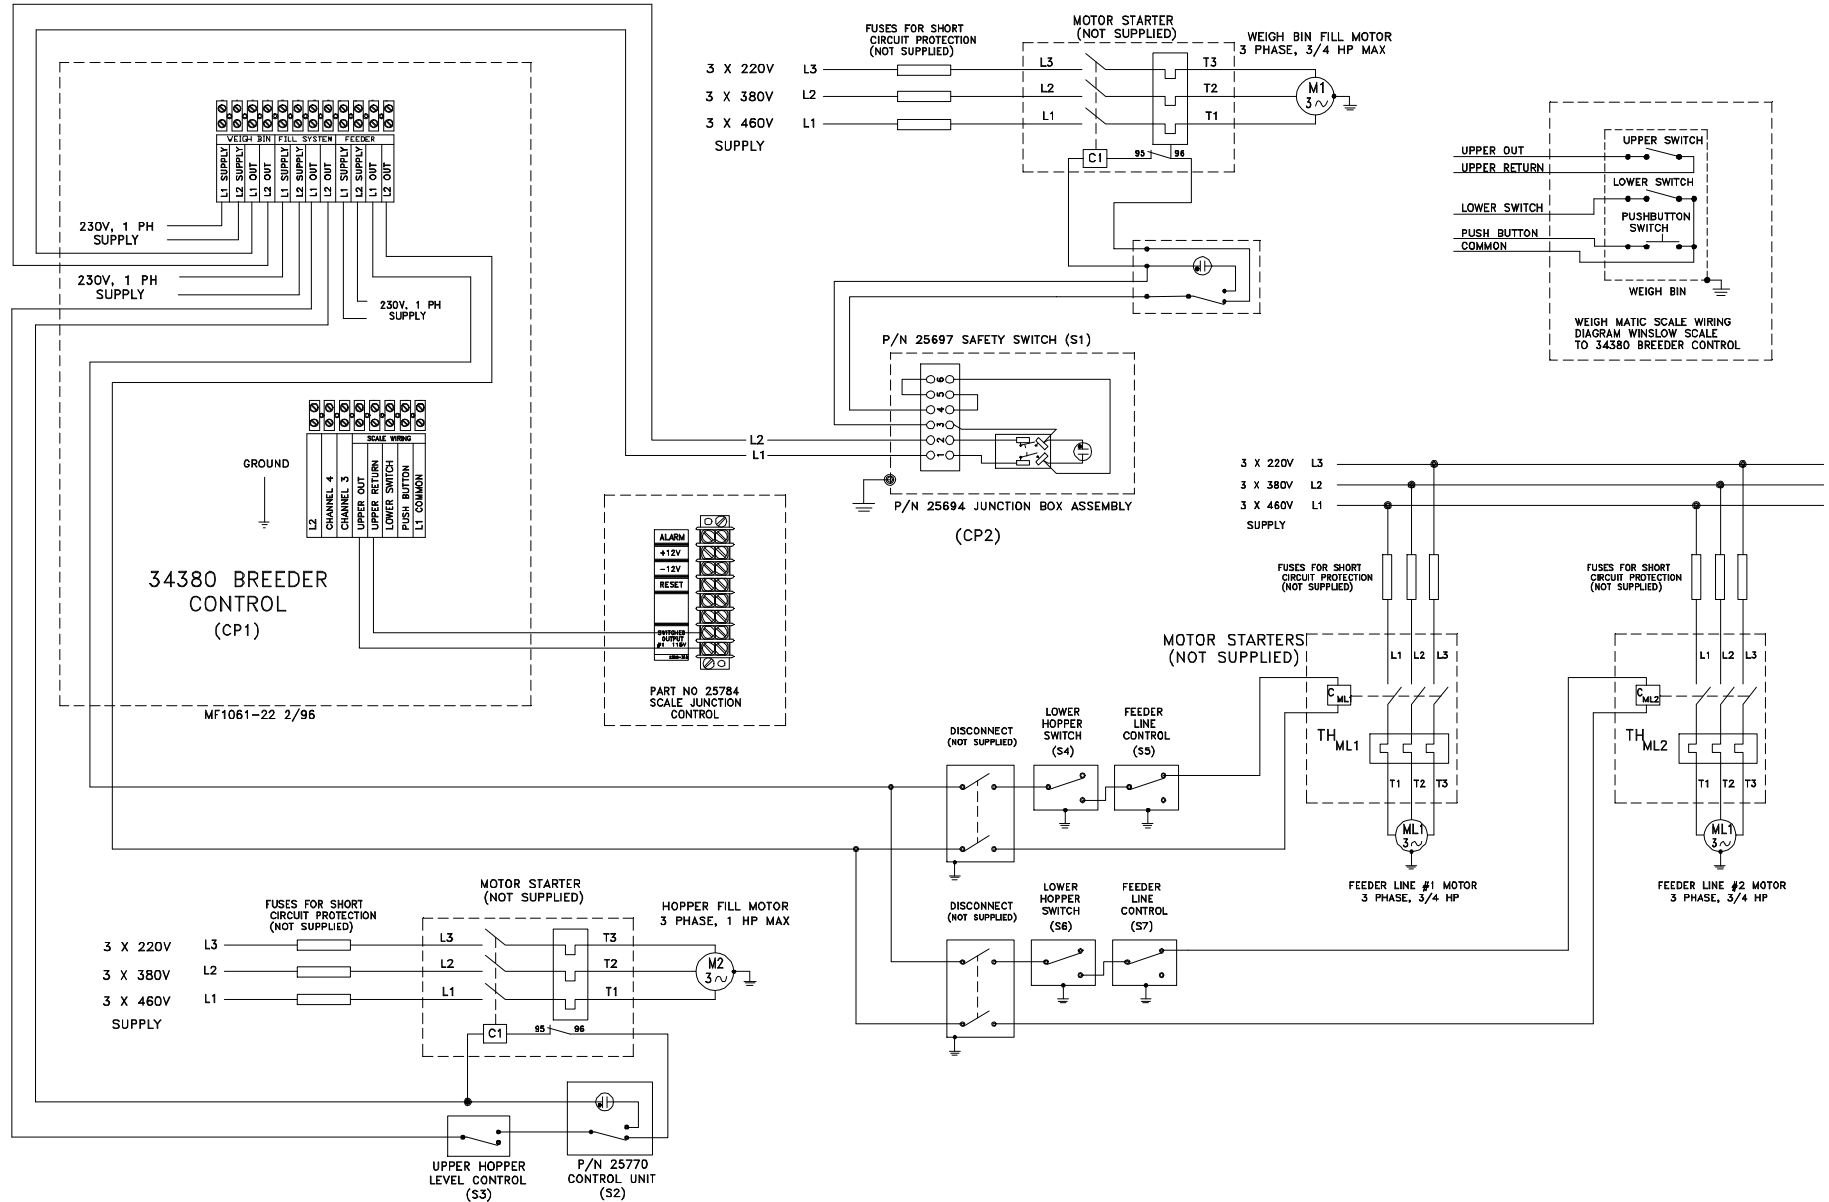 FUSES FOR SHORT
CIRCUIT PROTECTION
(NOT SUPPLIED)
MOTOR STARTER
(NOT SUPPLIED)
WEIGH BIN FILL MOTOR
3 PHASE, 3/4 HP MAX
3 X 220V L3
L3
T3
3 X 380V L2
L2
T2
3 X 460V L1
L1
T1
SUPPLY
M1
3
C1
95
96
WEIGH BIN
FILL SYSTEM
FEEDER
L1 SUPPLY
L2 SUPPLY
L1 OUT
L2 OUT
L1 SUPPLY
L2 SUPPLY
L1 OUT
L2 OUT
L1 SUPPLY
L2 SUPPLY
L1 OUT
L2 OUT
230V, 1 PH
SUPPLY
230V, 1 PH
SUPPLY
230V, 1 PH
SUPPLY
UPPER OUT
UPPER RETURN
LOWER SWITCH
PUSH BUTTON
COMMON
UPPER SWITCH
LOWER SWITCH
PUSHBUTTON
SWITCH
WEIGH BIN
WEIGH MATIC SCALE WIRING
DIAGRAM WINSLOW SCALE
TO 34380 BREEDER CONTROL
P/N 25697 SAFETY SWITCH (S1)
6
5
4
3
2
1
L2
L1
P/N 25694 JUNCTION BOX ASSEMBLY
(CP2)
SCALE WIRING
GROUND
L2
CHANNEL 4
CHANNEL 3
UPPER OUT
UPPER RETURN
LOWER SWITCH
PUSH BUTTON
L1 COMMON
34380 BREEDER
CONTROL
(CP1)
MF1061-22 2/96
ALARM
+12V
-12V
RESET
SWITCHED
OUTPUT
#1 115V
PART NO 25784
SCALE JUNCTION
CONTROL
3 X 220V L3
3 X 380V L2
3 X 460V L1
SUPPLY
FUSES FOR SHORT
CIRCUIT PROTECTION
(NOT SUPPLIED)
FUSES FOR SHORT
CIRCUIT PROTECTION
(NOT SUPPLIED)
MOTOR STARTERS
(NOT SUPPLIED)
L1 L2 L3
L1 L2 L3
C ML1
C ML2
TH ML1
TH ML2
T1 T2 T3
T1 T2 T3
ML1
3
ML1
3
FEEDER LINE #1 MOTOR
3 PHASE, 3/4 HP
FEEDER LINE #2 MOTOR
3 PHASE, 3/4 HP
DISCONNECT
(NOT SUPPLIED)
LOWER
HOPPER
SWITCH
(S4)
FEEDER
LINE
CONTROL
(S5)
DISCONNECT
(NOT SUPPLIED)
LOWER
HOPPER
SWITCH
(S6)
FEEDER
LINE
CONTROL
(S7)
FUSES FOR SHORT
CIRCUIT PROTECTION
(NOT SUPPLIED)
MOTOR STARTER
(NOT SUPPLIED)
HOPPER FILL MOTOR
3 PHASE, 1 HP MAX
3 X 220V L3
L3
T3
3 X 380V L2
L2
T2
3 X 460V L1
L1
T1
SUPPLY
M2
3
C1
95
96
UPPER HOPPER
LEVEL CONTROL
(S3)
P/N 25770
CONTROL UNIT
(S2)